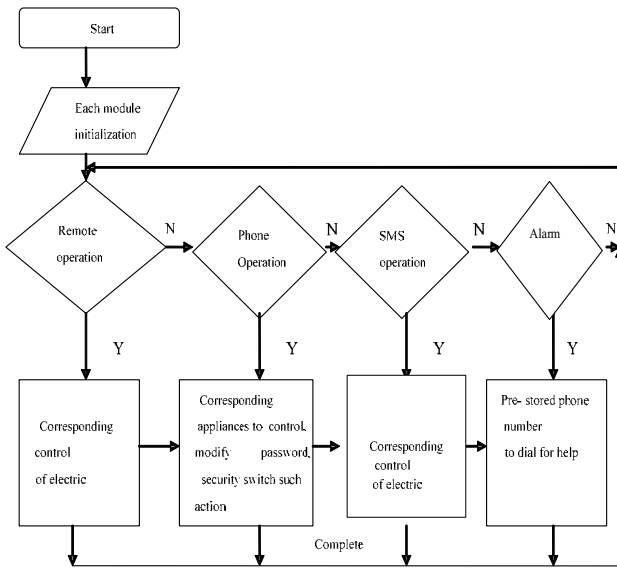 Start
Each module
initialization
Remote
operation
N
Phone
Operation
N
SMS
operation
N
Alarm
N
Y
Y
Y
Y
Corresponding
control
of electric
Corresponding
appliances to control,
modify password,
security switch such
action
Corresponding
control
of electric
Pre- stored phone
number
to dial for help
Complete